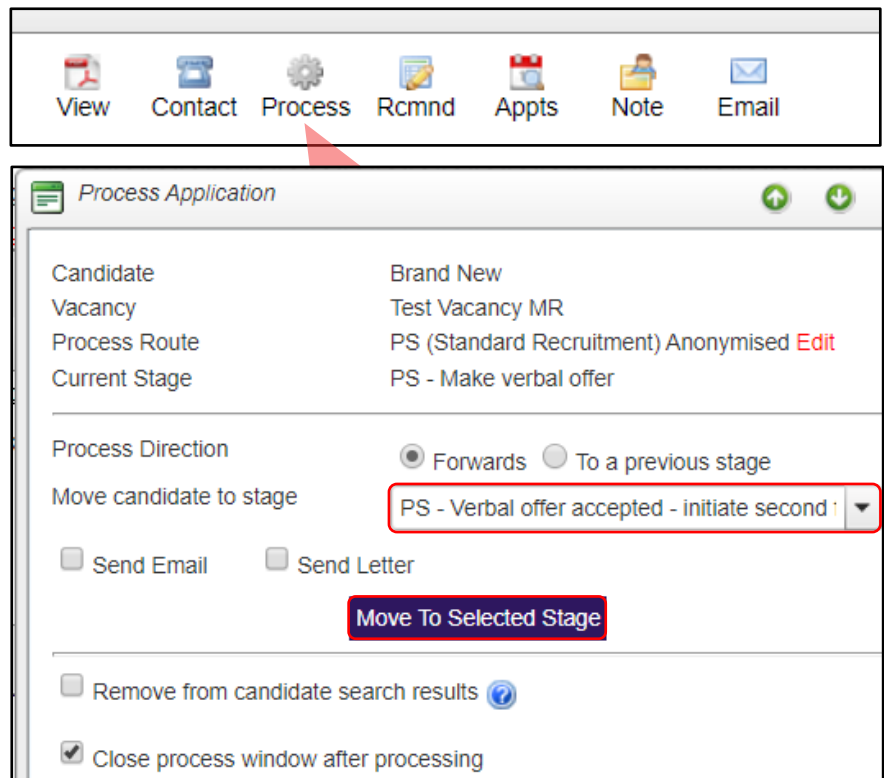 View Contact Process Rcmnd Appts Note Email
Process Application
Candidate Brand New
Vacancy Test Vacancy MR
Process Route PS (Standard Recruitment) Anonymised Edit
Current Stage PS - Make verbal offer
Process Direction Forwards To a previous stage
Move candidate to stage PS - Verbal offer accepted - initiate second
Send Email Send Letter
Move To Selected Stage
Remove from candidate search results ?
Close process window after processing